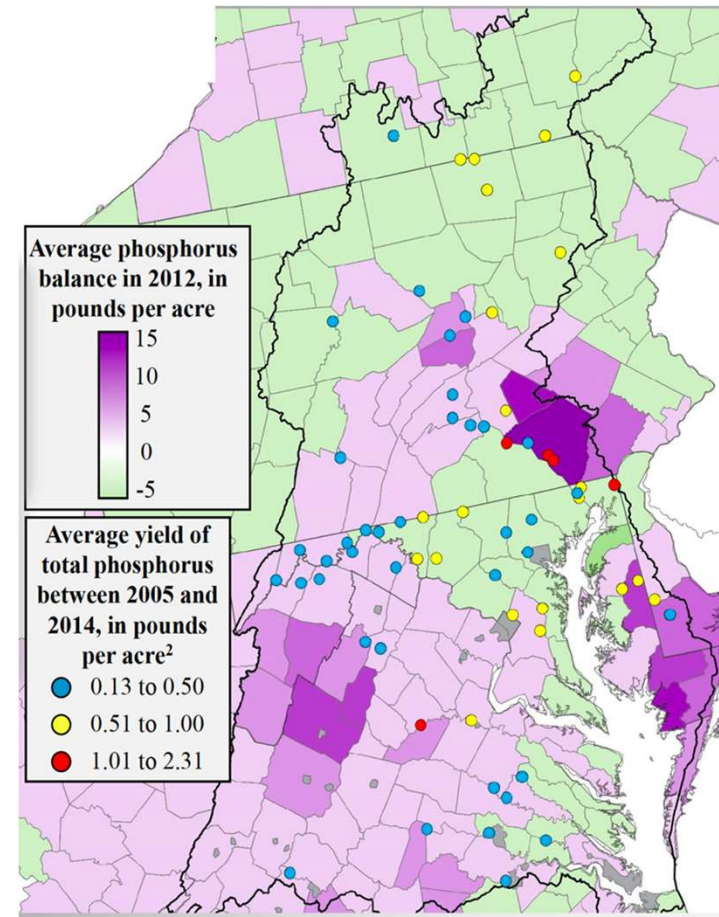 Average phosphorus
balance in 2012, in
pounds per acre
15
10
5
0
-5
Average yield of
total phosphorus
between 2005 and
2014, in pounds
per acre²
0.13 to 0.50
0.51 to 1.00
1.01 to 2.31